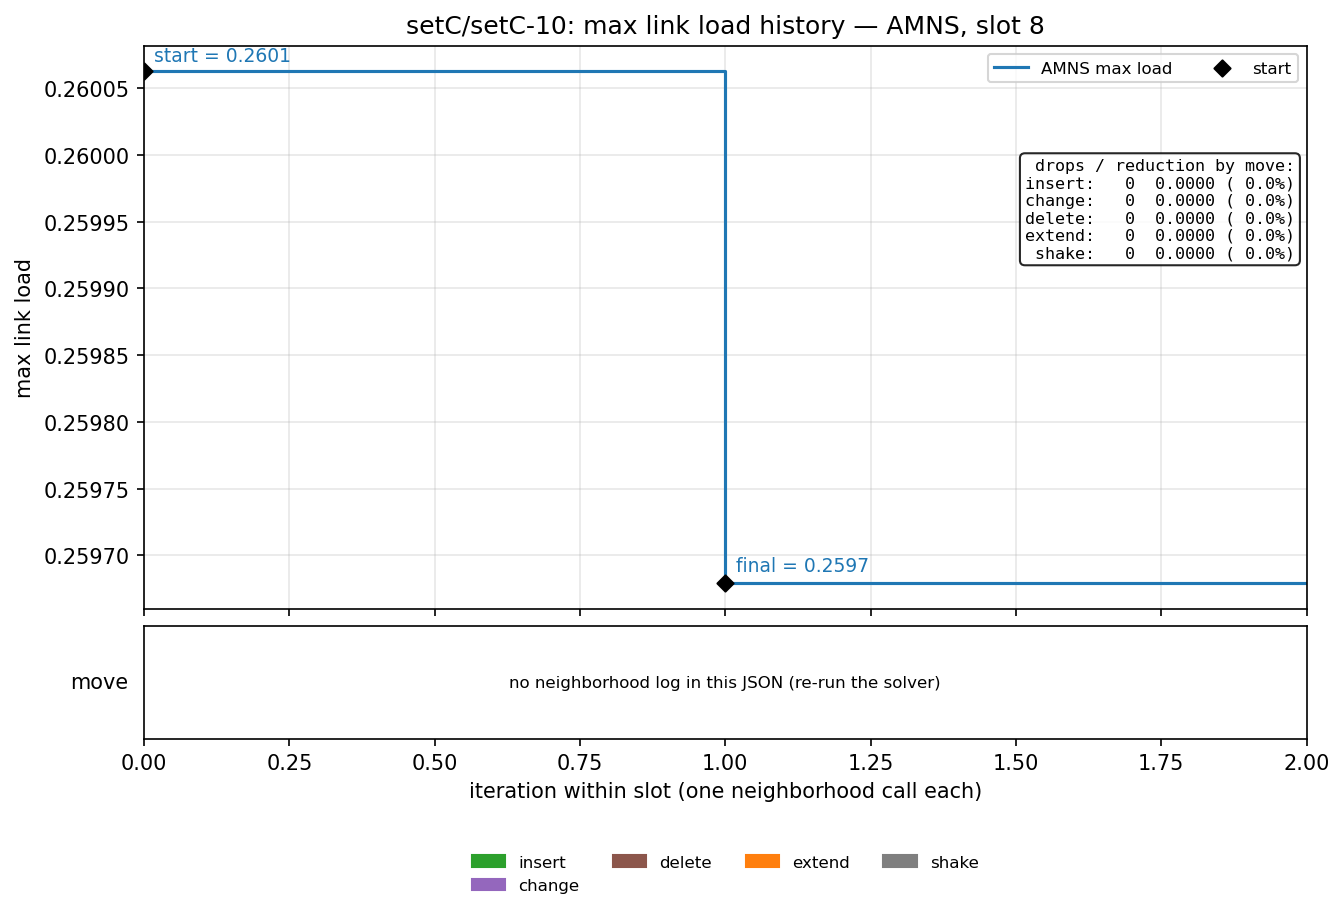 setC/setC-10: max link load history — AMNS, slot 8
start = 0.2601
AMNS max load
start
0.26005
0.26000
0.25995
0.25990
0.25985
0.25980
0.25975
0.25970
max link load
drops / reduction by move:
insert:   0  0.0000 ( 0.0%)
change:   0  0.0000 ( 0.0%)
delete:   0  0.0000 ( 0.0%)
extend:   0  0.0000 ( 0.0%)
shake:   0  0.0000 ( 0.0%)
final = 0.2597
move
no neighborhood log in this JSON (re-run the solver)
0.00 0.25 0.50 0.75 1.00 1.25 1.50 1.75 2.00
iteration within slot (one neighborhood call each)
insert delete extend shake
change